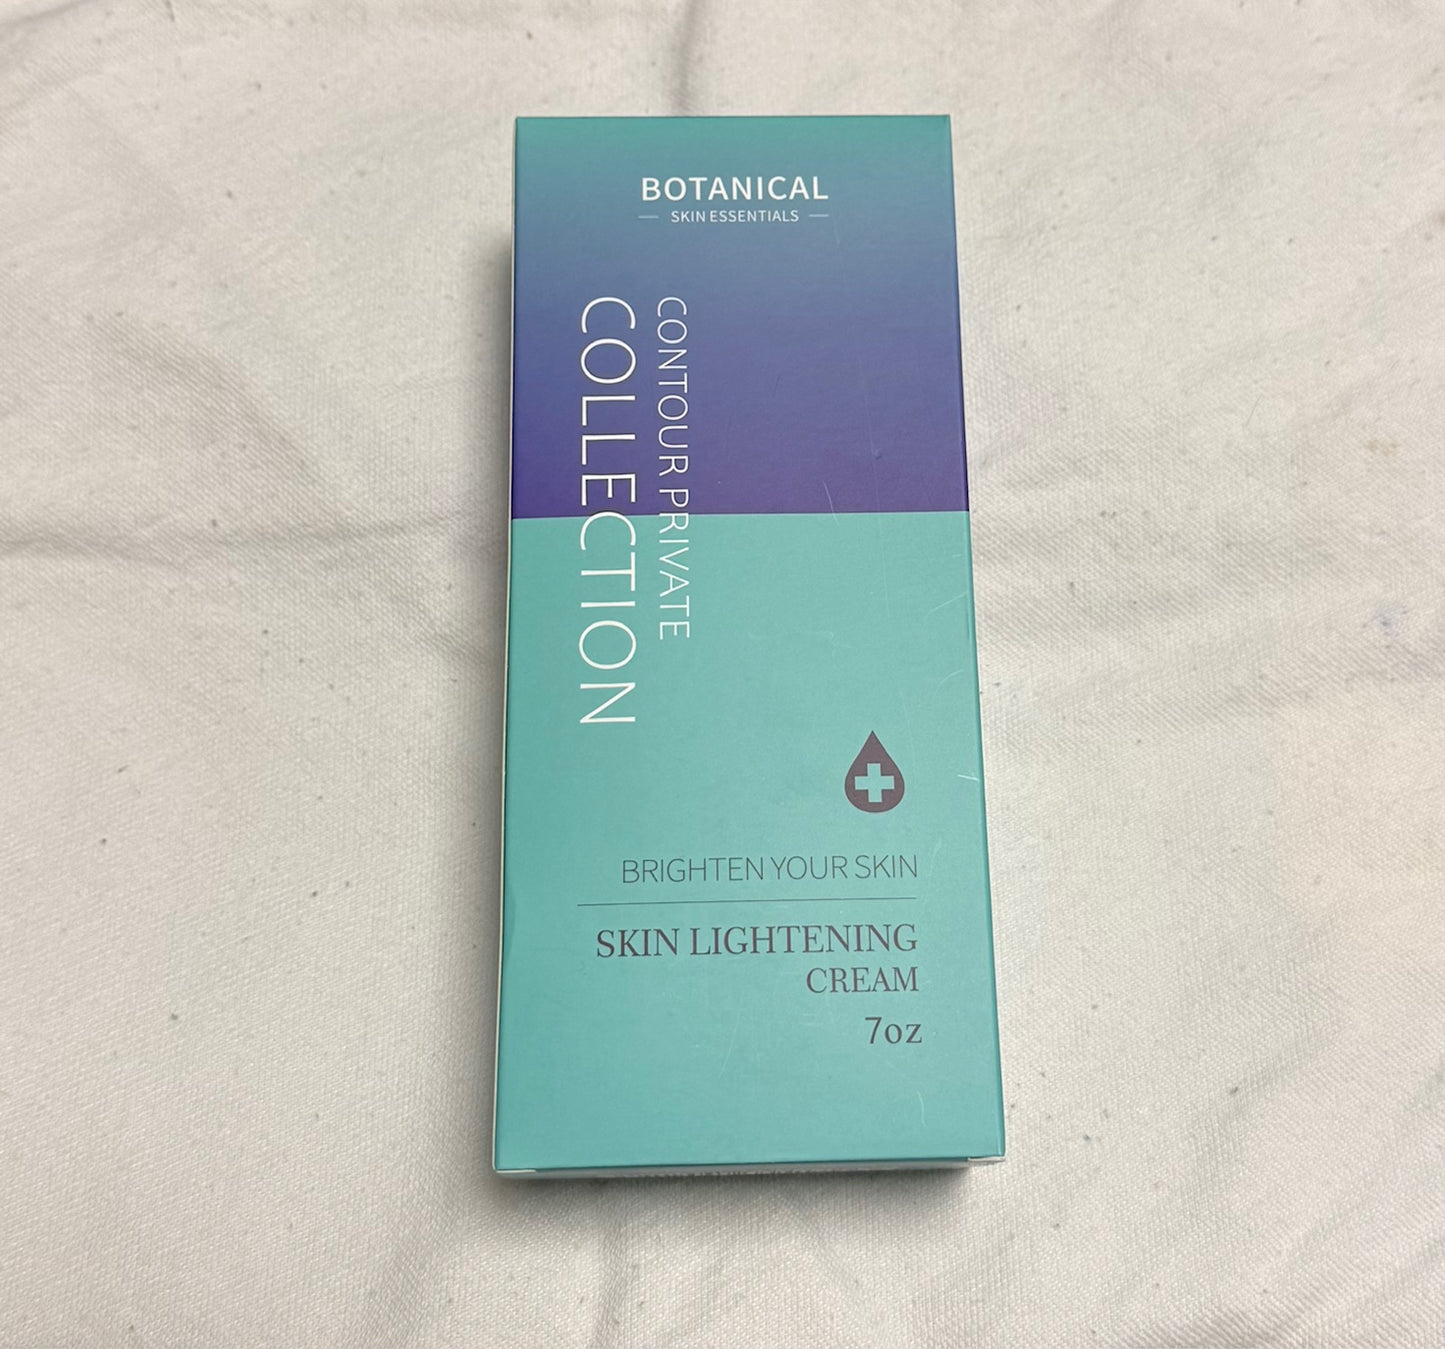 BOTANICAL
SKIN ESSENTIALS
CONTOUR PRIVATE
COLLECTION
BRIGHTEN YOUR SKIN
SKIN LIGHTENING
CREAM
7oz